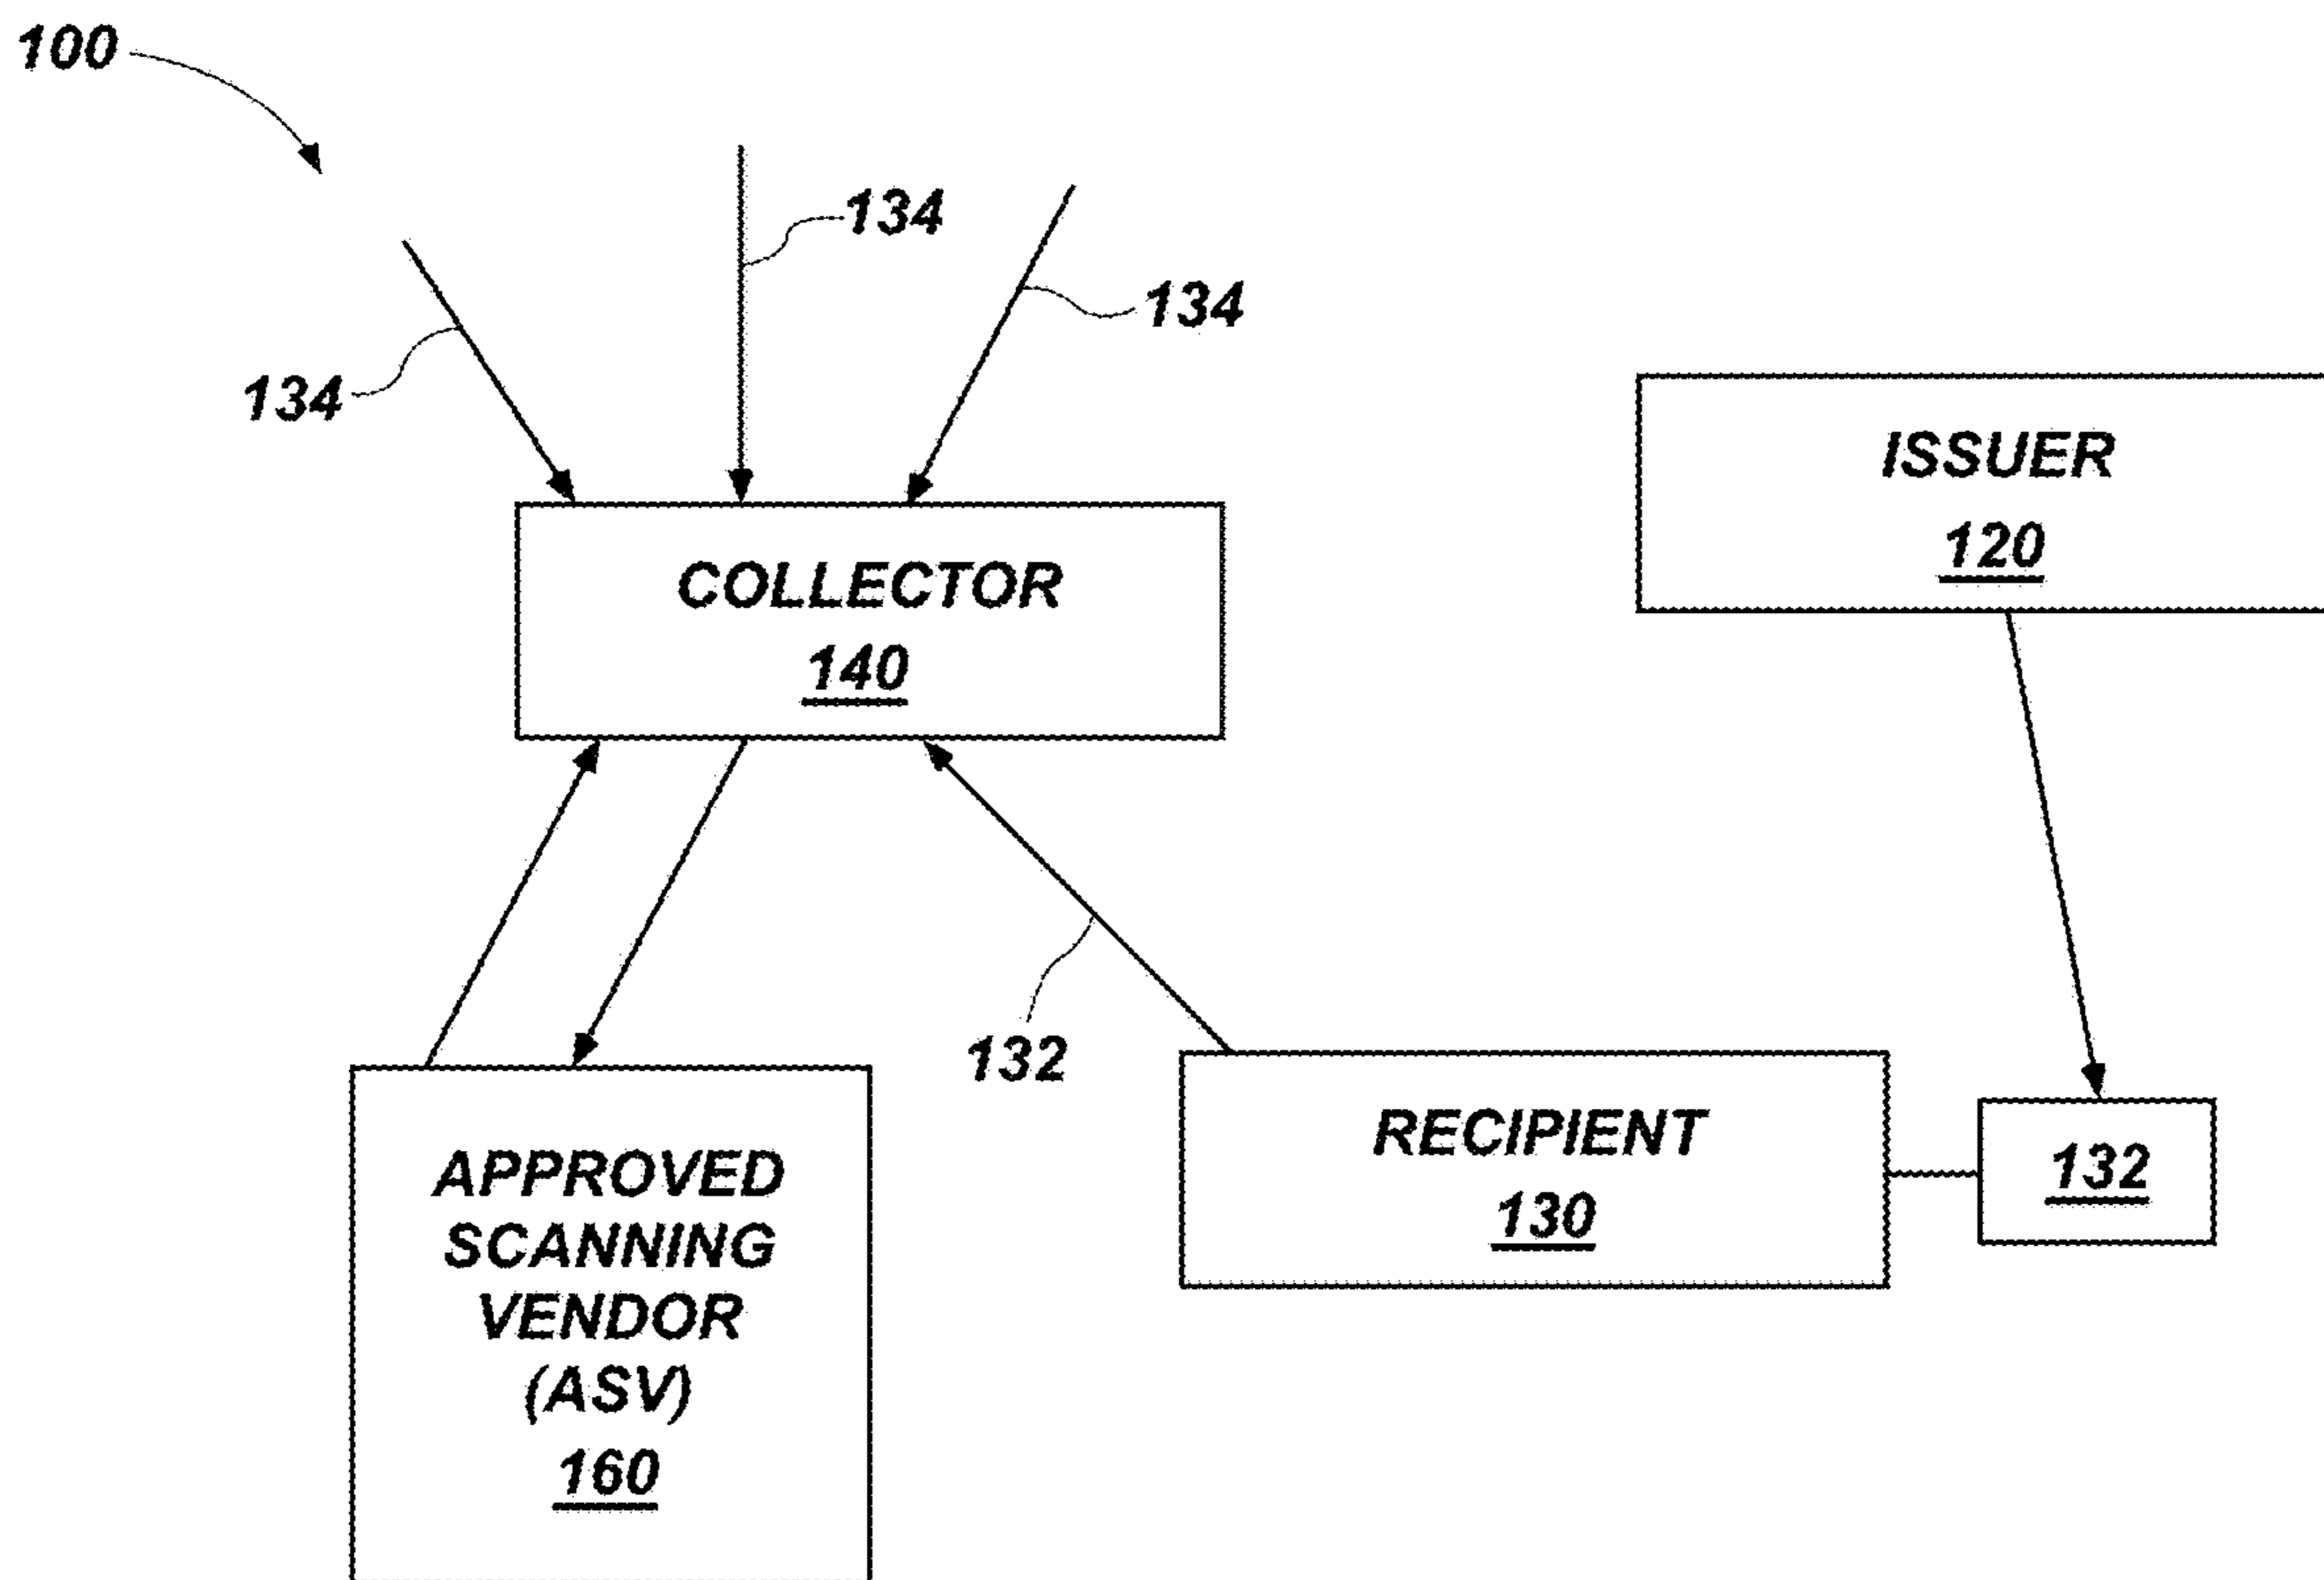 100
134
134
134
ISSUER
120
COLLECTOR
140
132
RECIPIENT
130
132
APPROVED
SCANNING
VENDOR
(ASV)
160